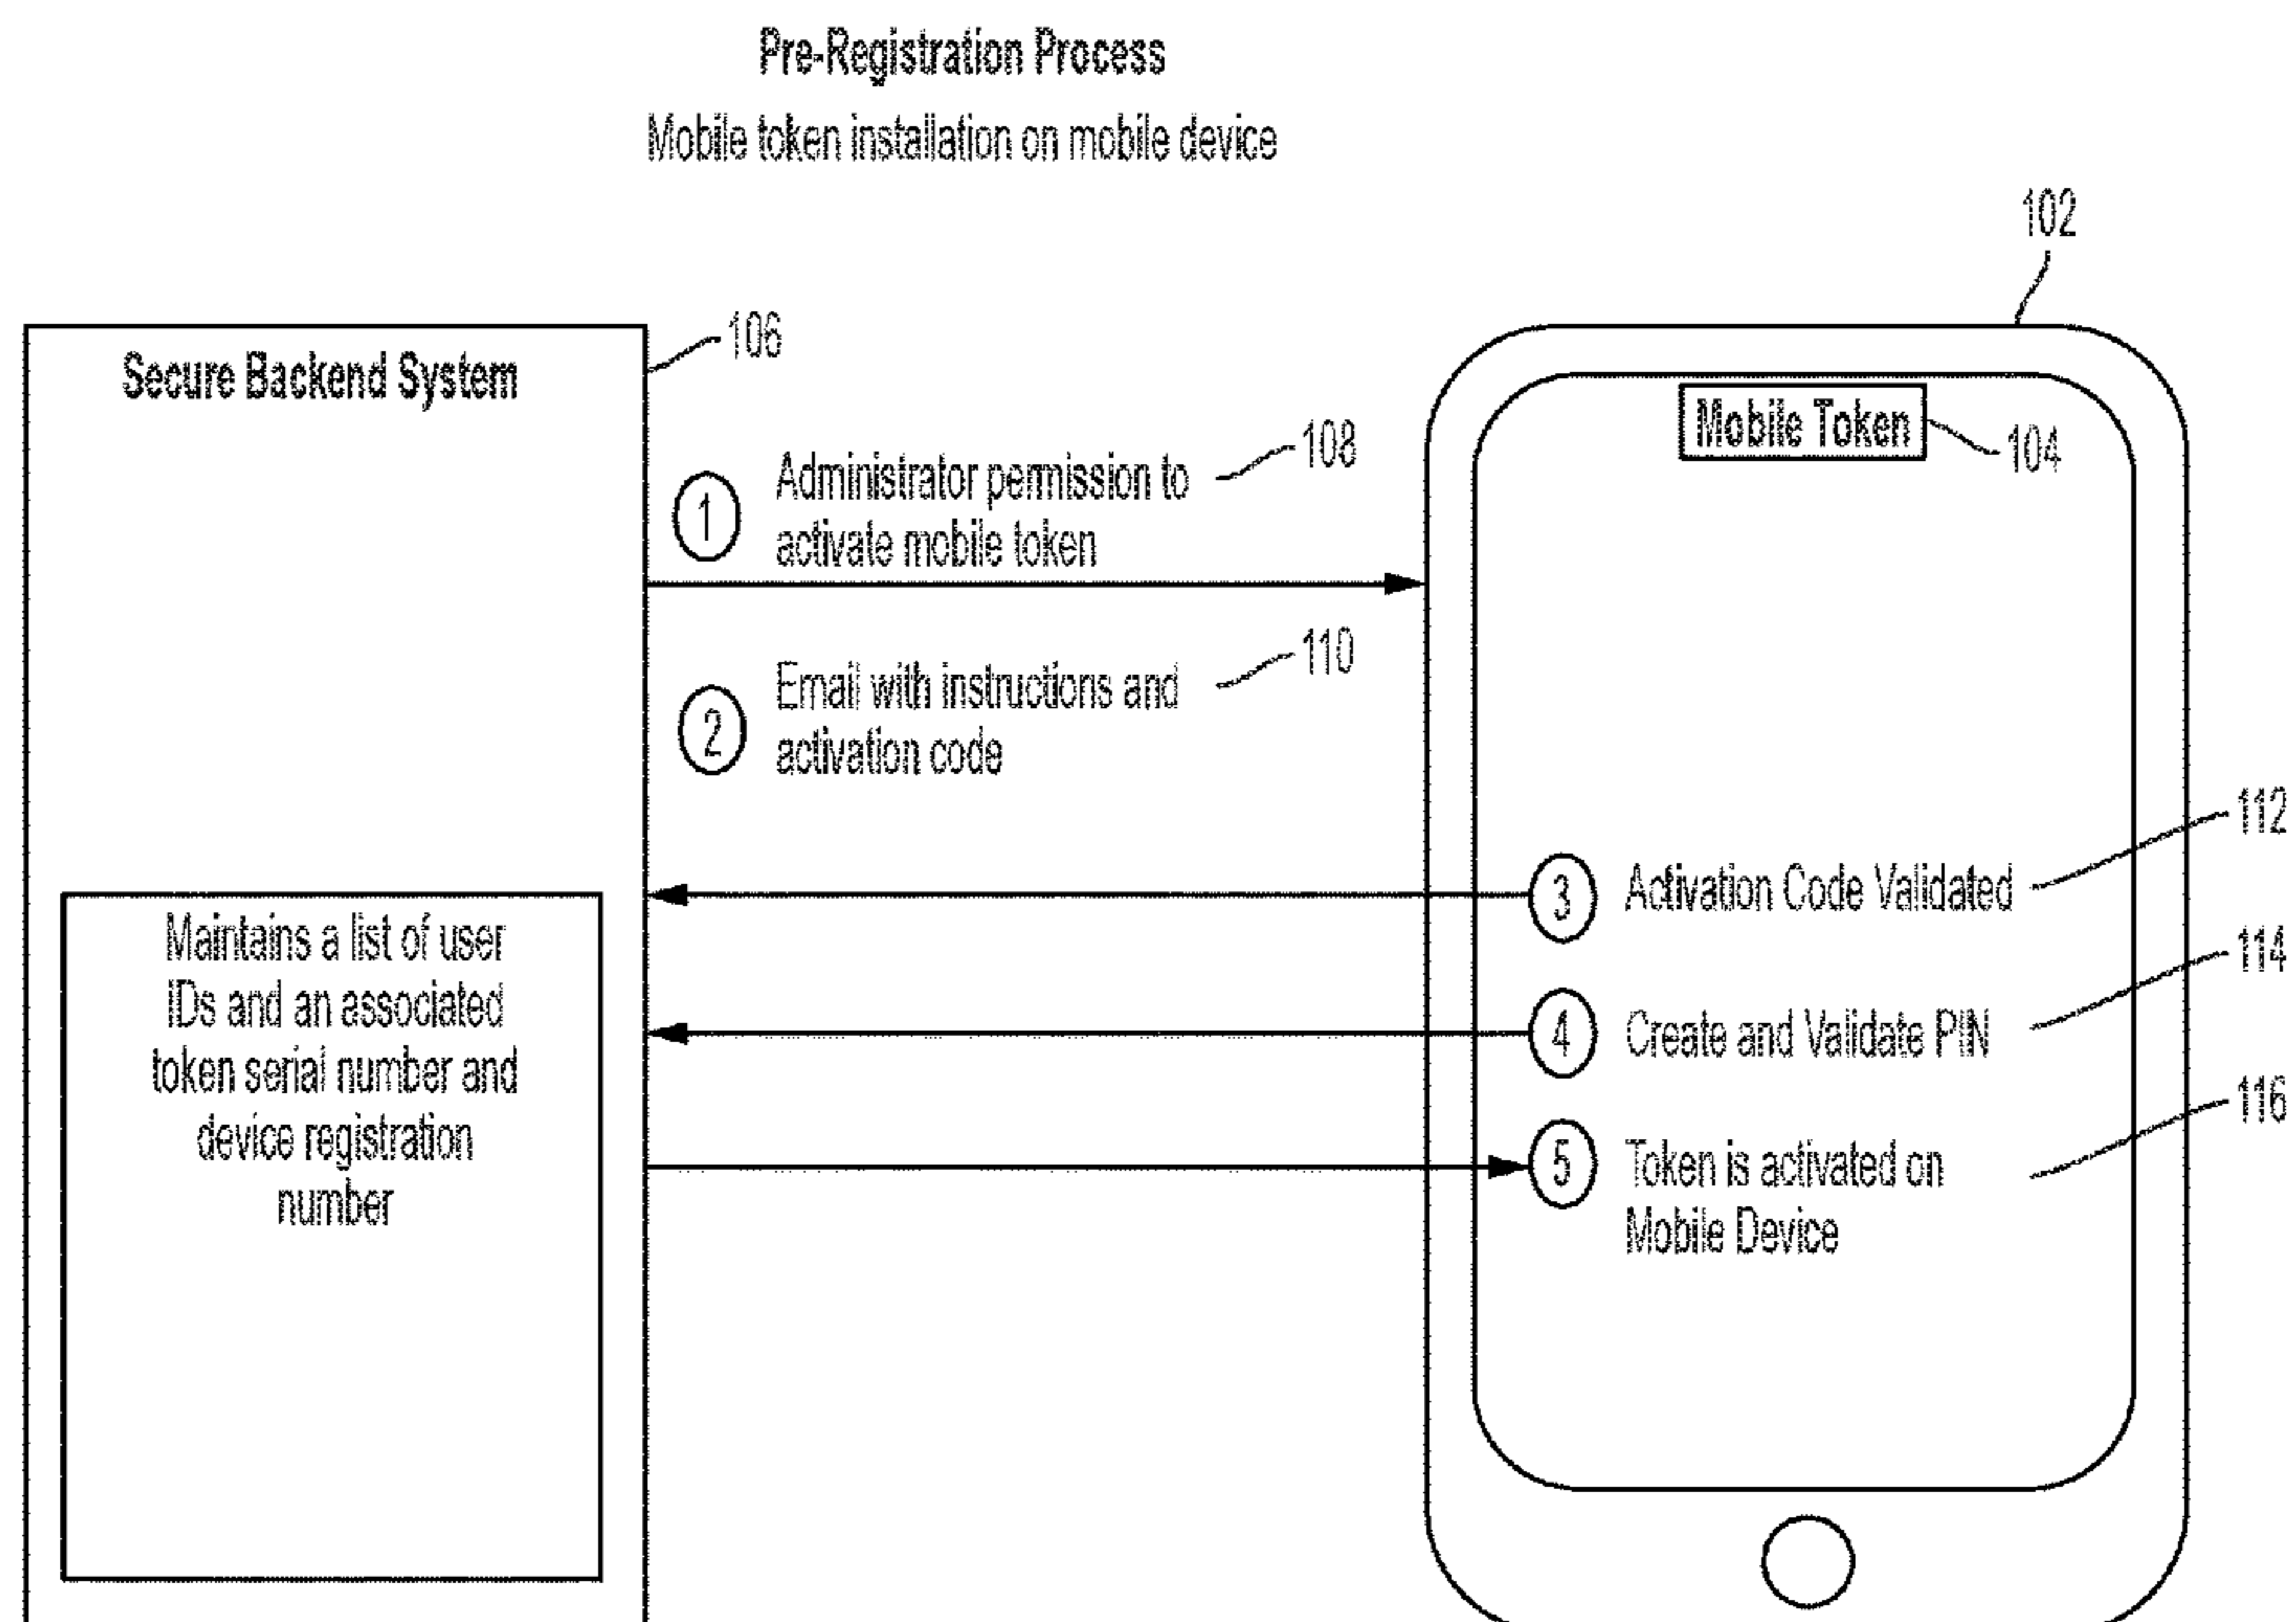 Pre-Registration Process
Mobile token installation on mobile device
102
106
Secure Backend System
Mobile Token
104
108
1
Administrator permission to
activate mobile token
110
2
Email with instructions and
activation code
112
3
Activation Code Validated
Maintains a list of user
IDs and an associated
token serial number and
device registration
number
114
4
Create and Validate PIN
116
5
Token is activated on
Mobile Device